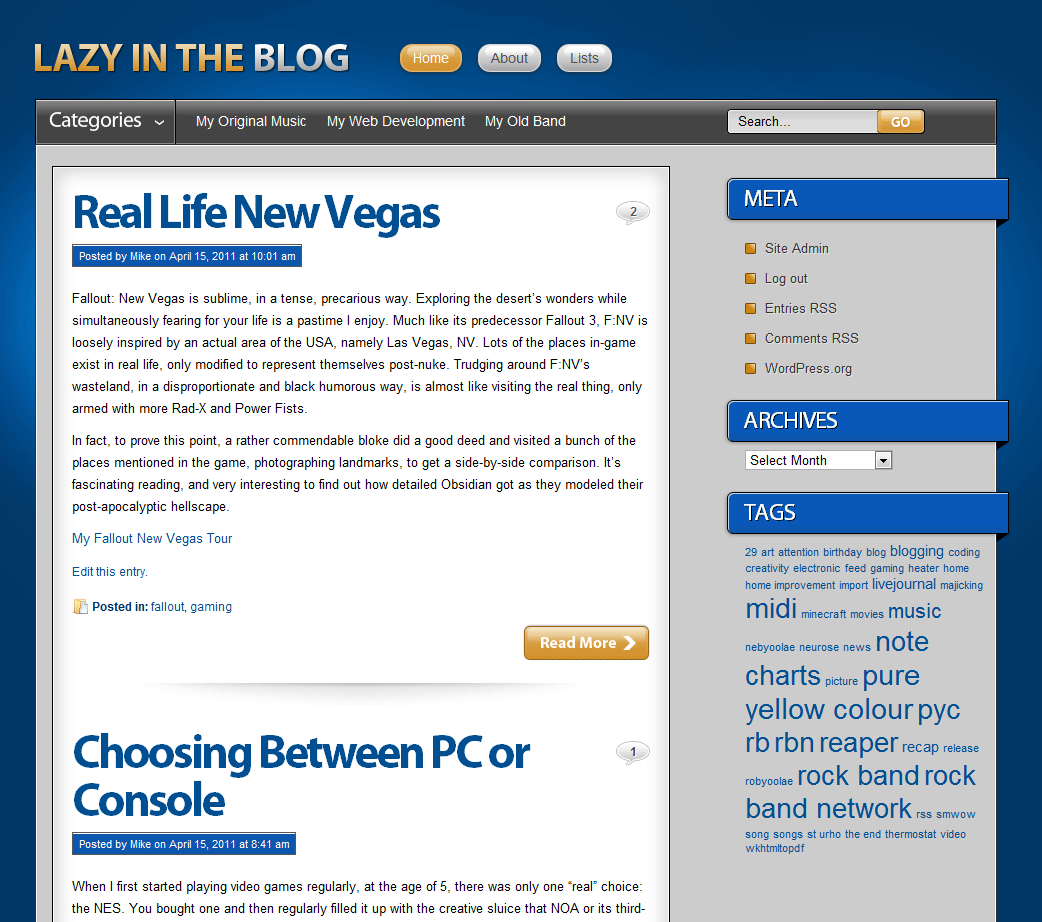 LAZY IN THE BLOG
Home About Lists
Categories My Original Music My Web Development My Old Band
Search... GO
Real Life New Vegas
2
Posted by Mike on April 15, 2011 at 10:01 am
Fallout: New Vegas is sublime, in a tense, precarious way. Exploring the desert's wonders while
simultaneously fearing for your life is a pastime I enjoy. Much like its predecessor Fallout 3, F:NV is
loosely inspired by an actual area of the USA, namely Las Vegas, NV. Lots of the places in-game
exist in real life, only modified to represent themselves post-nuke. Trudging around F:NV's
wasteland, in a disproportionate and black humorous way, is almost like visiting the real thing, only
armed with more Rad-X and Power Fists.
In fact, to prove this point, a rather commendable bloke did a good deed and visited a bunch of the
places mentioned in the game, photographing landmarks, to get a side-by-side comparison. It's
fascinating reading, and very interesting to find out how detailed Obsidian got as they modeled their
post-apocalyptic hellscape.
My Fallout New Vegas Tour
Edit this entry.
Posted in: fallout, gaming
Read More
Choosing Between PC or
Console
1
Posted by Mike on April 15, 2011 at 8:41 am
When I first started playing video games regularly, at the age of 5, there was only one “real” choice:
the NES. You bought one and then regularly filled it up with the creative sluice that NOA or its third-
META
Site Admin
Log out
Entries RSS
Comments RSS
WordPress.org
ARCHIVES
Select Month
TAGS
29 art attention birthday blog blogging coding
creativity electronic feed gaming heater home
home improvement import livejournal majicking
midi minecraft movies music
nebyoolae neurose news note
charts picture pure
yellow colour pyc
rb rbn reaper recap release
robyoolae rock band rock
band network rss smwow
song songs st urho the end thermostat video
wkhtmltopdf